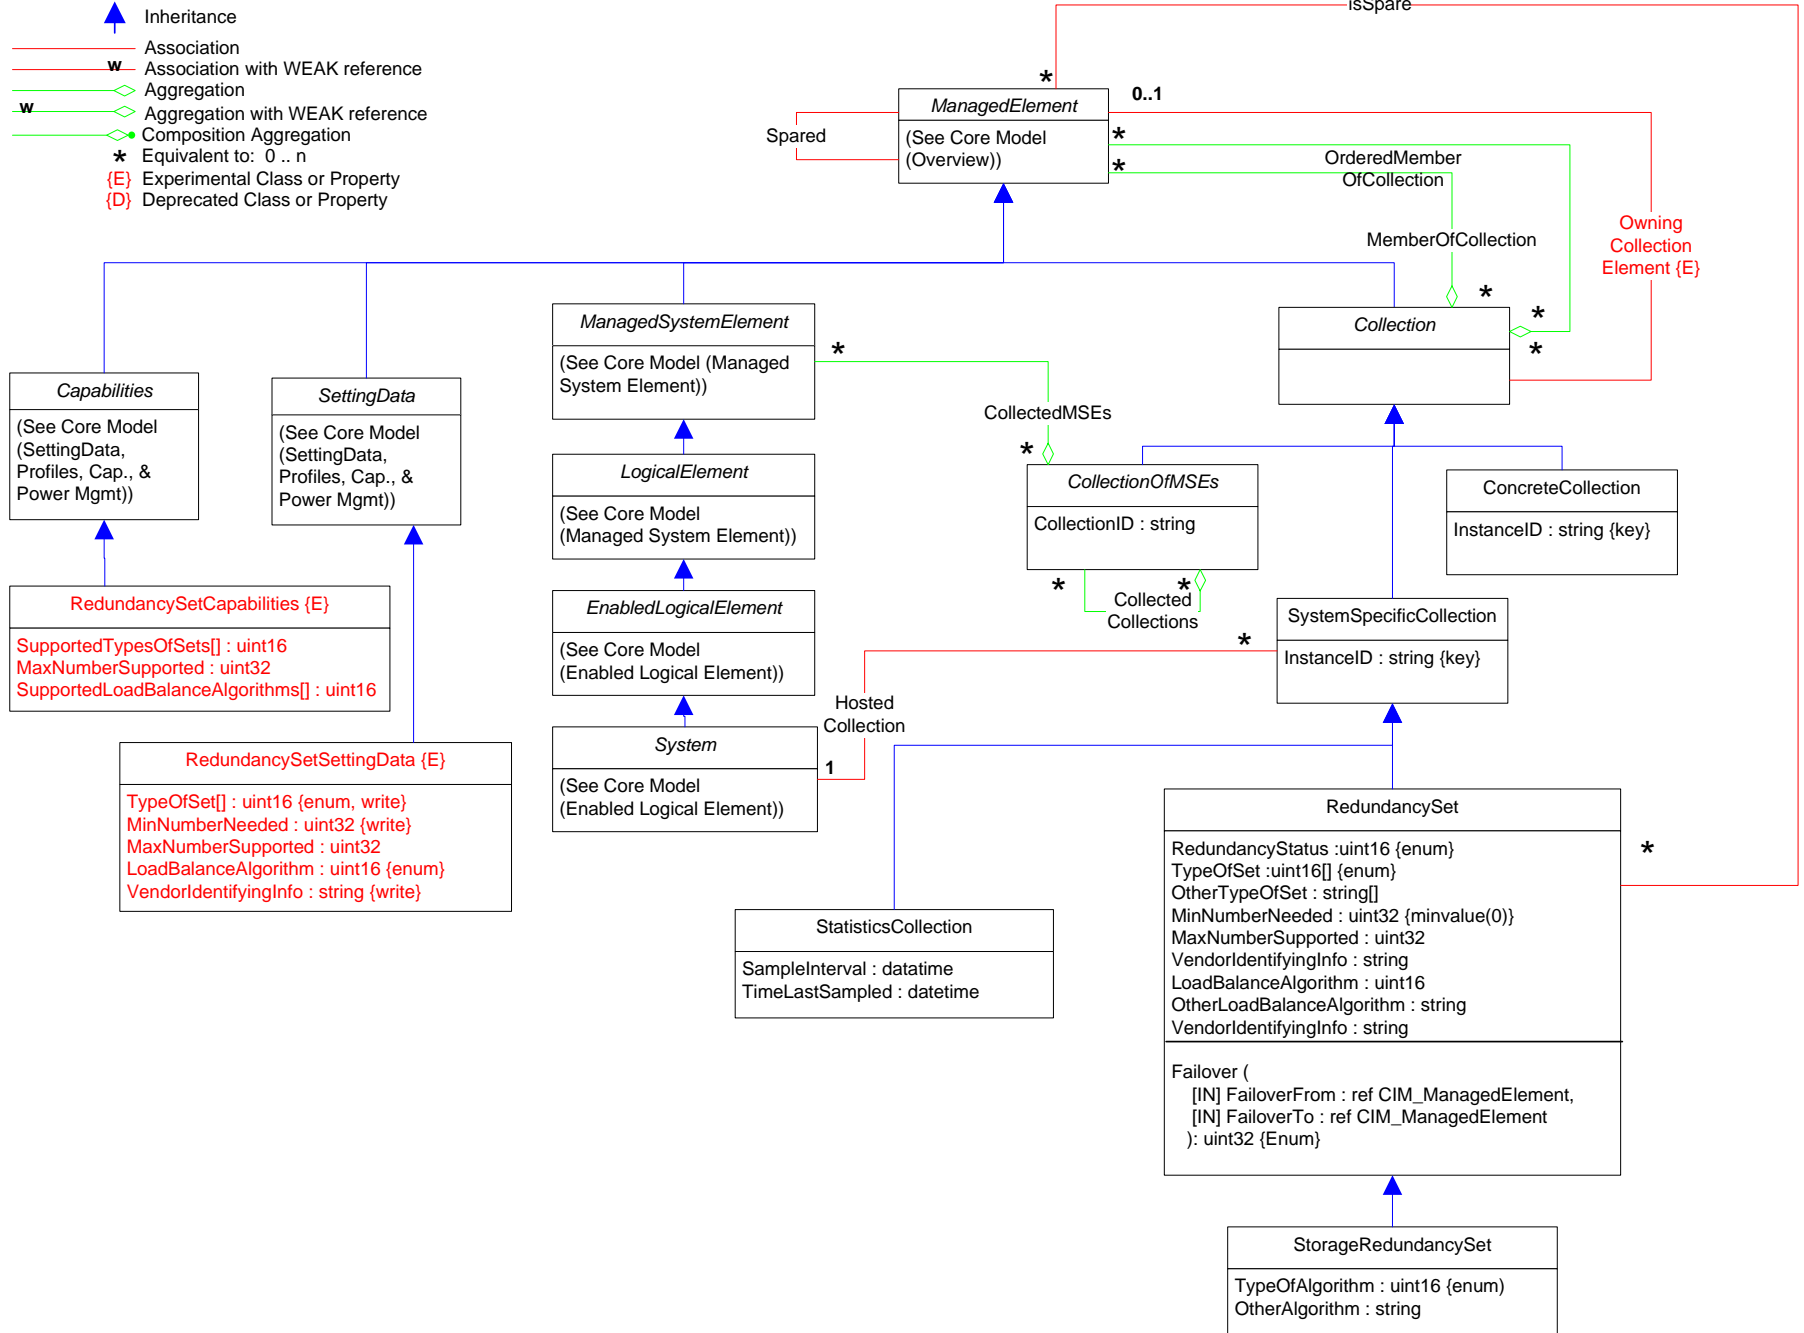 IsSpare
Inheritance
Association
w Association with WEAK reference
Aggregation
w Aggregation with WEAK reference
Composition Aggregation
* Equivalent to: 0 .. n
{E} Experimental Class or Property
{D} Deprecated Class or Property
*
ManagedElement
(See Core Model
(Overview))
0..1
Spared
*
*
OrderedMember
OfCollection
MemberOfCollection
Owning
Collection
Element {E}
*
*
*
Collection
ManagedSystemElement
(See Core Model (Managed
System Element))
*
CollectedMSEs
*
Capabilities
(See Core Model
(SettingData,
Profiles, Cap., &
Power Mgmt))
SettingData
(See Core Model
(SettingData,
Profiles, Cap., &
Power Mgmt))
LogicalElement
(See Core Model
(Managed System Element))
CollectionOfMSEs
CollectionID : string
*
*
Collected
Collections
ConcreteCollection
InstanceID : string {key}
RedundancySetCapabilities {E}
SupportedTypesOfSets[] : uint16
MaxNumberSupported : uint32
SupportedLoadBalanceAlgorithms[] : uint16
EnabledLogicalElement
(See Core Model
(Enabled Logical Element))
SystemSpecificCollection
InstanceID : string {key}
*
Hosted
Collection
1
System
(See Core Model
(Enabled Logical Element))
RedundancySetSettingData {E}
TypeOfSet[] : uint16 {enum, write}
MinNumberNeeded : uint32 {write}
MaxNumberSupported : uint32
LoadBalanceAlgorithm : uint16 {enum}
VendorIdentifyingInfo : string {write}
RedundancySet
RedundancyStatus :uint16 {enum}
TypeOfSet :uint16[] {enum}
OtherTypeOfSet : string[]
MinNumberNeeded : uint32 {minvalue(0)}
MaxNumberSupported : uint32
VendorIdentifyingInfo : string
LoadBalanceAlgorithm : uint16
OtherLoadBalanceAlgorithm : string
VendorIdentifyingInfo : string
*
Failover (
[IN] FailoverFrom : ref CIM_ManagedElement,
[IN] FailoverTo : ref CIM_ManagedElement
): uint32 {Enum}
StatisticsCollection
SampleInterval : datatime
TimeLastSampled : datetime
StorageRedundancySet
TypeOfAlgorithm : uint16 {enum)
OtherAlgorithm : string